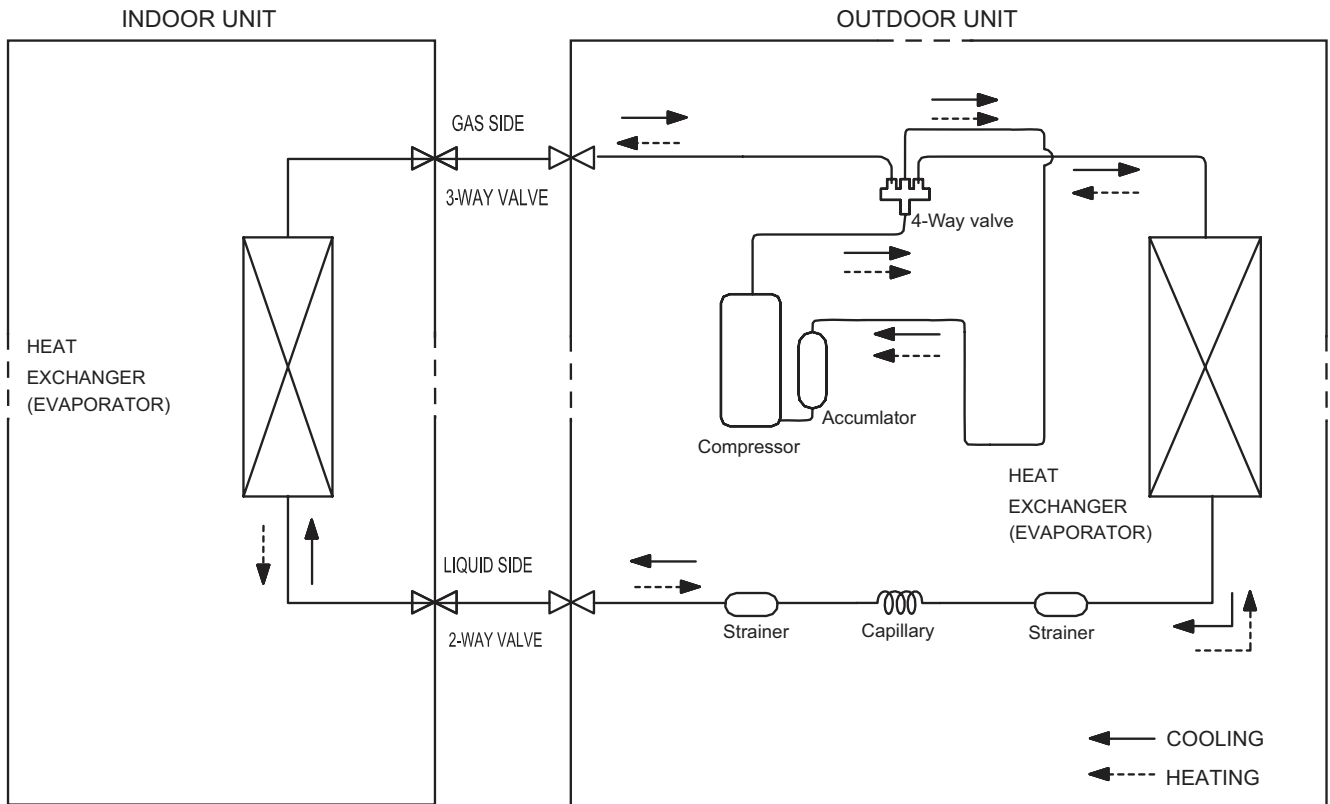 INDOOR UNIT
OUTDOOR UNIT
GAS SIDE
3-WAY VALVE
4-Way valve
HEAT
EXCHANGER
(EVAPORATOR)
Accumlator
Compressor
HEAT
EXCHANGER
(EVAPORATOR)
LIQUID SIDE
2-WAY VALVE
Strainer
Capillary
Strainer
COOLING
HEATING